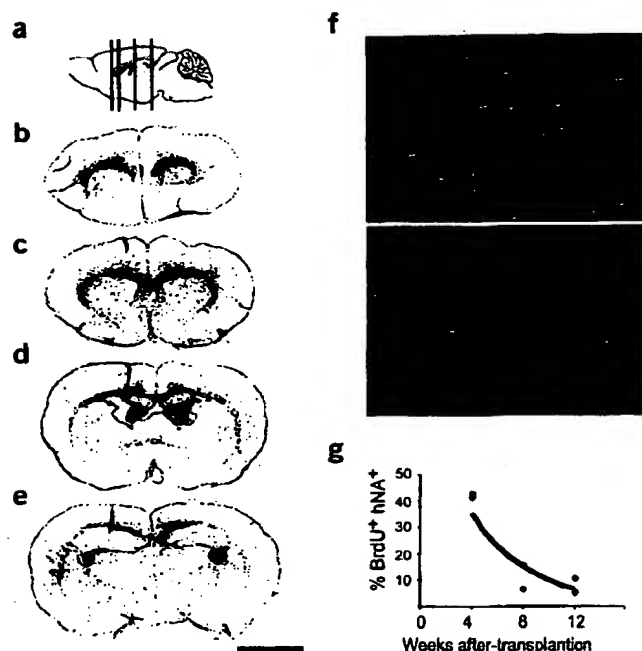 a
b
c
d
e
f
g
% BrdU⁺ hNA⁺
50
40
30
20
10
0
4
8
12
Weeks after-transplantion